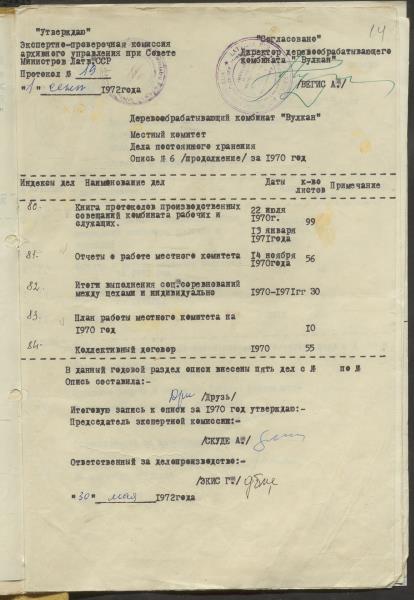 14
"Утверждаю"
Экспертно-проверочная комиссия
архивного управления при Совете
Министров Латв.ССР
Протокол № 19
"1" сент 1972года
"Согласовано"
Директор деревообрабатывающего
комбината "Вулкан"
/ВЕГИС А./
Деревообрабатывающий комбинат "Вулкан"
Местный комитет
Дела постоянного хранения
Опись № 6 /продолжение/ за 1970 год
Индексы дел Наименование дел Даты к-во листов Примечание
80. Книга протоколов производственных 22 июля
совещаний комбината рабочих и 1970г. 99
служащих. 13 января
1971года
81. Отчеты о работе местного комитета 14 ноября 56
1970года
82. Итоги выполнения соц.соревнований
между цехами и индивидуально 1970-1971гг 30
83. План работы местного комитета на
1970 год 10
84. Коллективный договор 1970 55
В данный годовой раздел описи внесены пять дел с № по №
Опись составила:-
/Друзь/
Итоговую запись к описи за 1970 год утверждаю:-
Председатель экспертной комиссии:-
/СКУДЕ А./
Ответственный за делопроизводство:-
/ЭКИС Г./
"30" мая 1972года